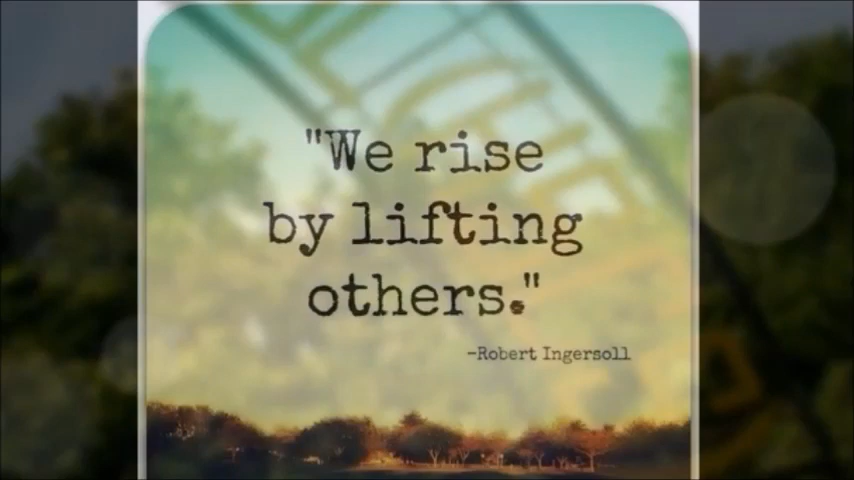 "We rise
by lifting
others."
-Robert Ingersoll